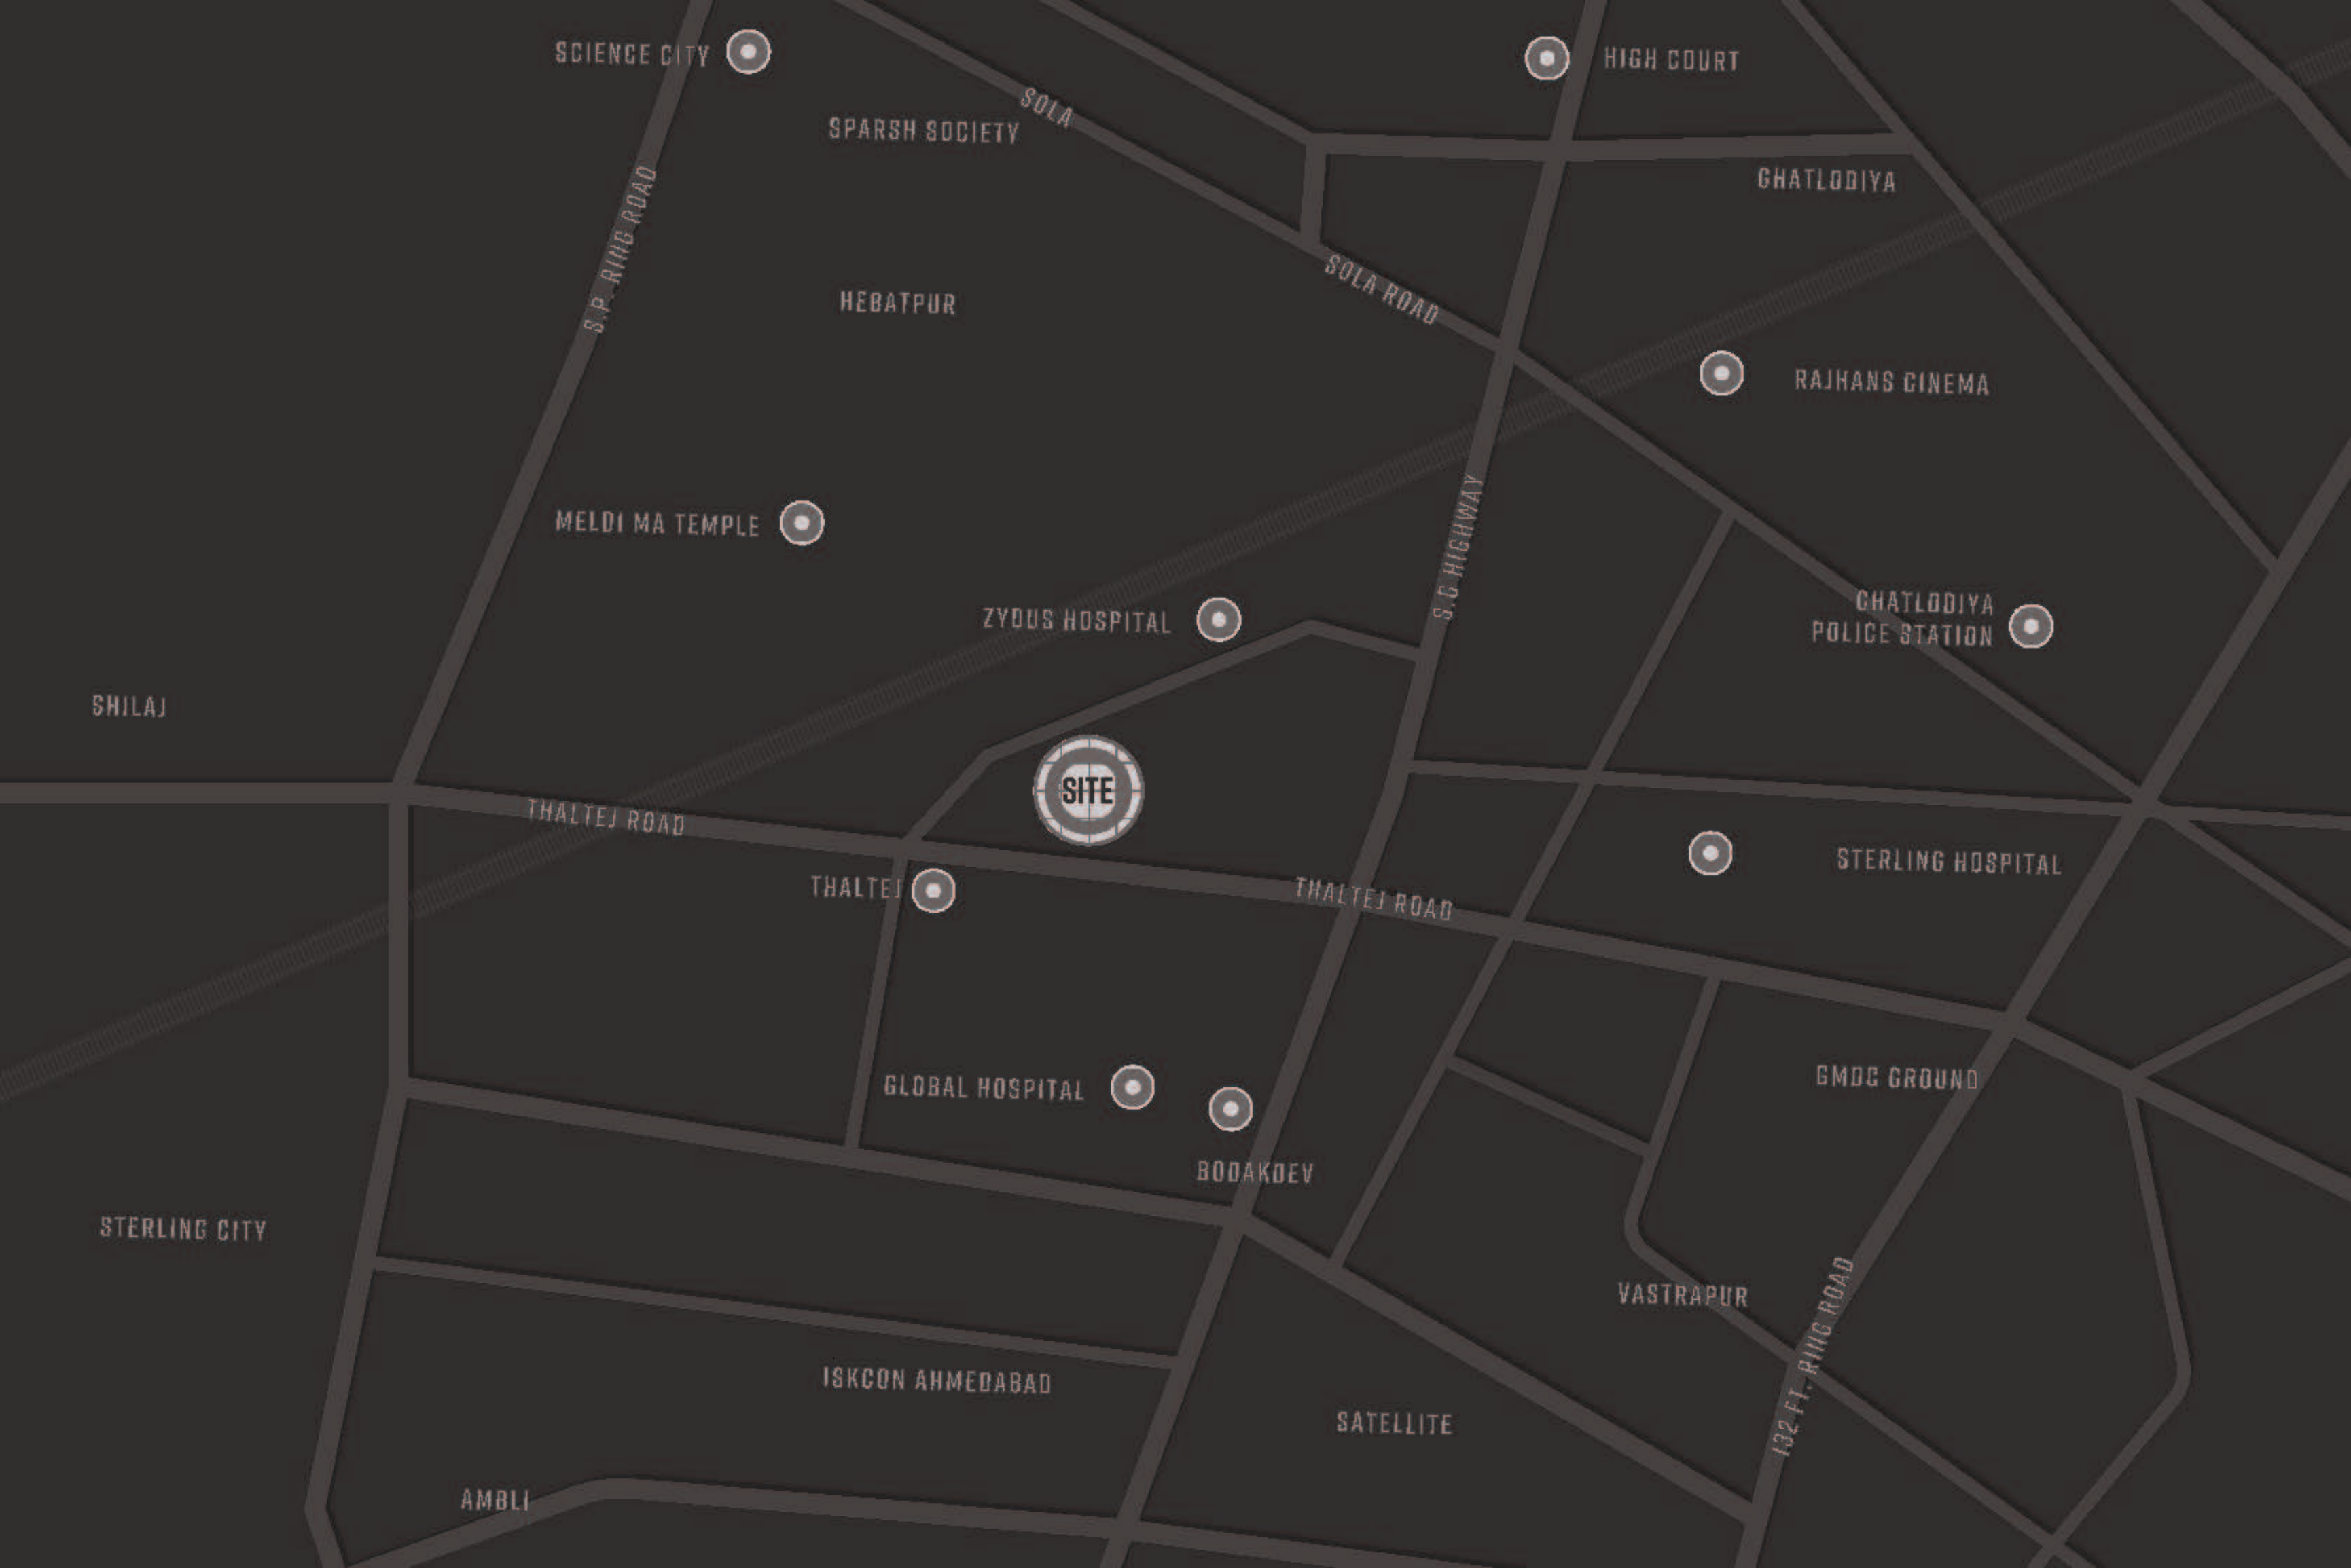 SCIENCE CITY
HIGH COURT
SOLA
SPARSH SOCIETY
GHATLODIYA
S.P. RING ROAD
SOLA ROAD
HEBATPUR
RAJHANS CINEMA
MELDI MA TEMPLE
S.G HIGHWAY
ZYDUS HOSPITAL
GHATLODIYA
POLICE STATION
SHILAJ
SITE
THALTEJ ROAD
THALTEJ
THALTEJ ROAD
STERLING HOSPITAL
GLOBAL HOSPITAL
GMDC GROUND
BODAKDEV
STERLING CITY
VASTRAPUR
132 FT. RING ROAD
ISKCON AHMEDABAD
SATELLITE
AMBLI